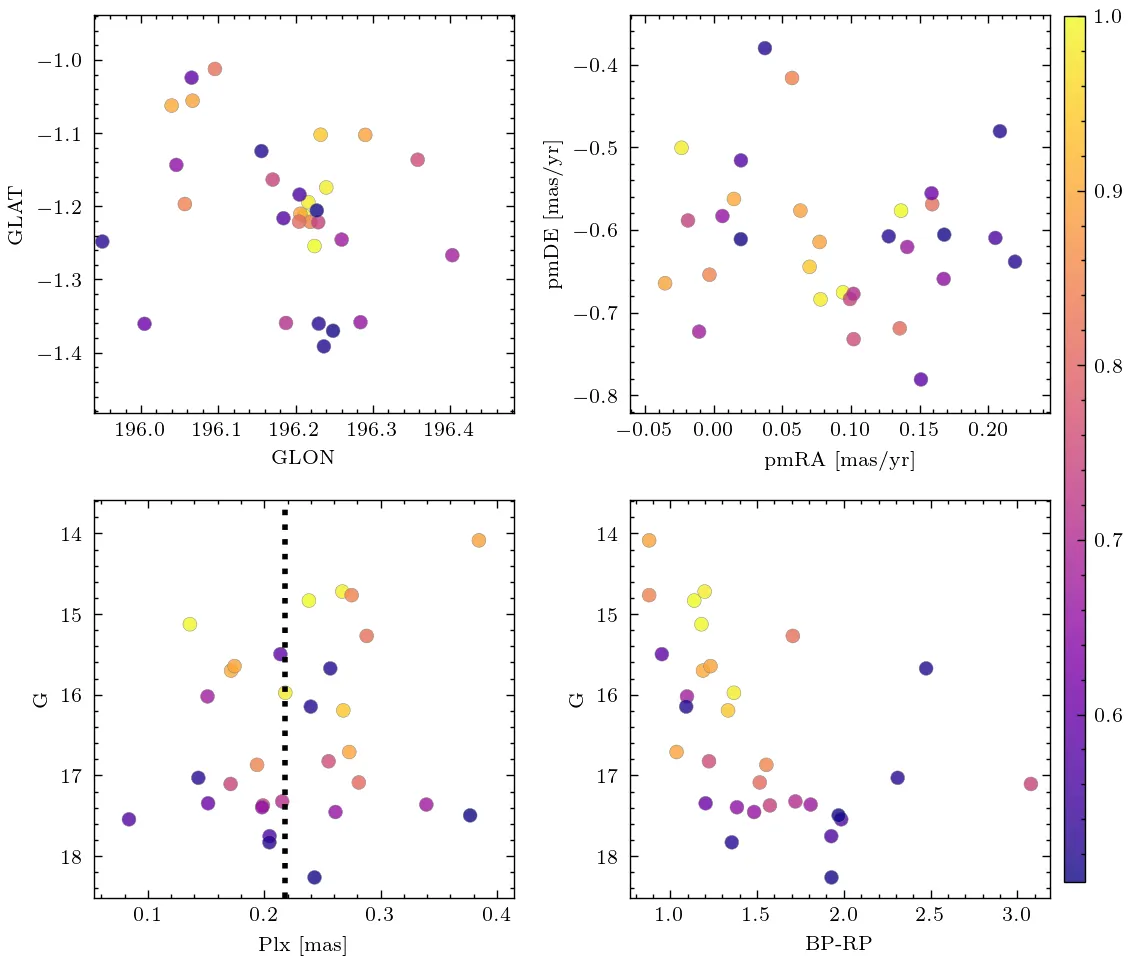 −1.0
−1.1
−1.2
−1.3
−1.4
GLAT
196.0 196.1 196.2 196.3 196.4
GLON
−0.4
−0.5
−0.6
−0.7
−0.8
pmDE [mas/yr]
−0.05 0.00 0.05 0.10 0.15 0.20
pmRA [mas/yr]
1.0
0.9
0.8
0.7
0.6
14
15
16
17
18
G
0.1 0.2 0.3 0.4
Plx [mas]
14
15
16
17
18
G
1.0 1.5 2.0 2.5 3.0
BP-RP